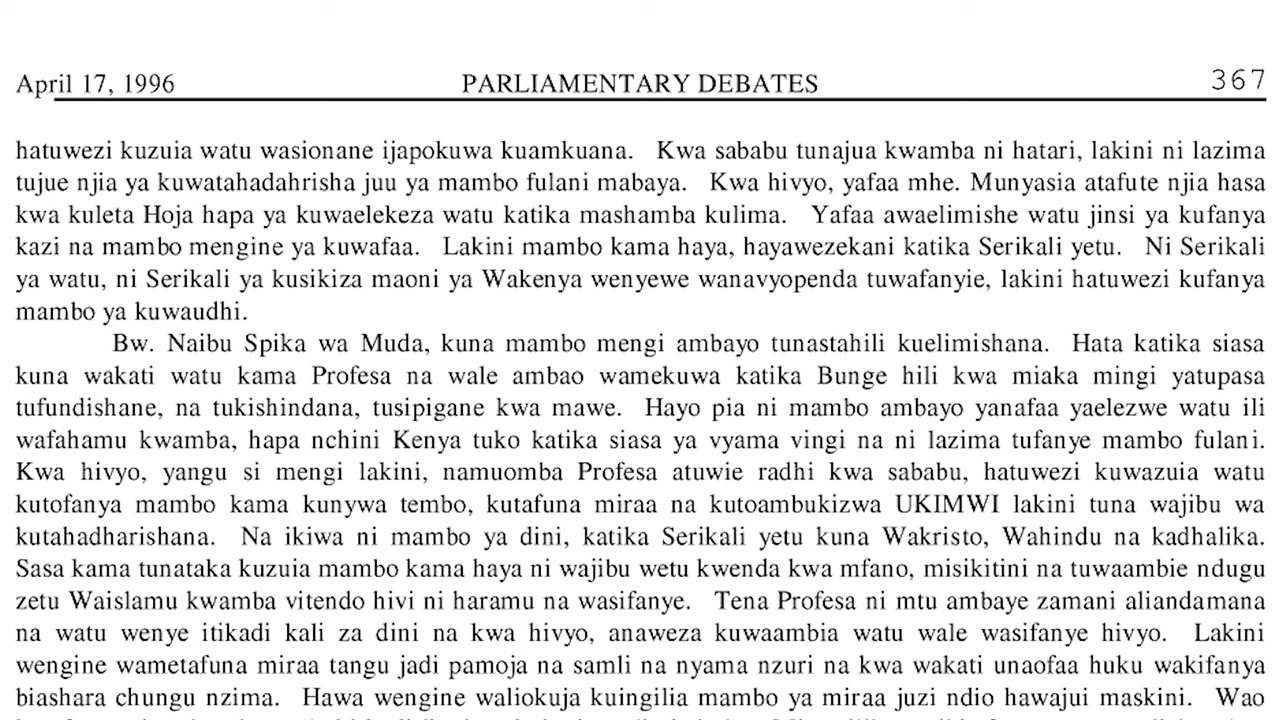 April 17, 1996 PARLIAMENTARY DEBATES 367
hatuwezi kuzuia watu wasionane ijapokuwa kuamkuana. Kwa sababu tunajua kwamba ni hatari, lakini ni lazima
tujue njia ya kuwatahadahrisha juu ya mambo fulani mabaya. Kwa hivyo, yafaa mhe. Munyasia atafute njia hasa
kwa kuleta Hoja hapa ya kuwaelekeza watu katika mashamba kulima. Yafaa awaelimishe watu jinsi ya kufanya
kazi na mambo mengine ya kuwafaa. Lakini mambo kama haya, hayawezekani katika Serikali yetu. Ni Serikali
ya watu, ni Serikali ya kusikiza maoni ya Wakenya wenyewe wanavyopenda tuwafanyie, lakini hatuwezi kufanya
mambo ya kuwaudhi.
Bw. Naibu Spika wa Muda, kuna mambo mengi ambayo tunastahili kuelimishana. Hata katika siasa
kuna wakati watu kama Profesa na wale ambao wamekuwa katika Bunge hili kwa miaka mingi yatupasa
tufundishane, na tukishindana, tusipigane kwa mawe. Hayo pia ni mambo ambayo yanafaa yaelezwe watu ili
wafahamu kwamba, hapa nchini Kenya tuko katika siasa ya vyama vingi na ni lazima tufanye mambo fulani.
Kwa hivyo, yangu si mengi lakini, namuomba Profesa atuwie radhi kwa sababu, hatuwezi kuwazuia watu
kutofanya mambo kama kunywa tembo, kutafuna miraa na kutoambukizwa UKIMWI lakini tuna wajibu wa
kutahadharishana. Na ikiwa ni mambo ya dini, katika Serikali yetu kuna Wakristo, Wahindu na kadhalika.
Sasa kama tunataka kuzuia mambo kama haya ni wajibu wetu kwenda kwa mfano, misikitini na tuwaambie ndugu
zetu Waislamu kwamba vitendo hivi ni haramu na wasifanye. Tena Profesa ni mtu ambaye zamani aliandamana
na watu wenye itikadi kali za dini na kwa hivyo, anaweza kuwaambia watu wale wasifanye hivyo. Lakini
wengine wametafuna miraa tangu jadi pamoja na samli na nyama nzuri na kwa wakati unaofaa huku wakifanya
biashara chungu nzima. Hawa wengine waliokuja kuingilia mambo ya miraa juzi ndio hawajui maskini. Wao